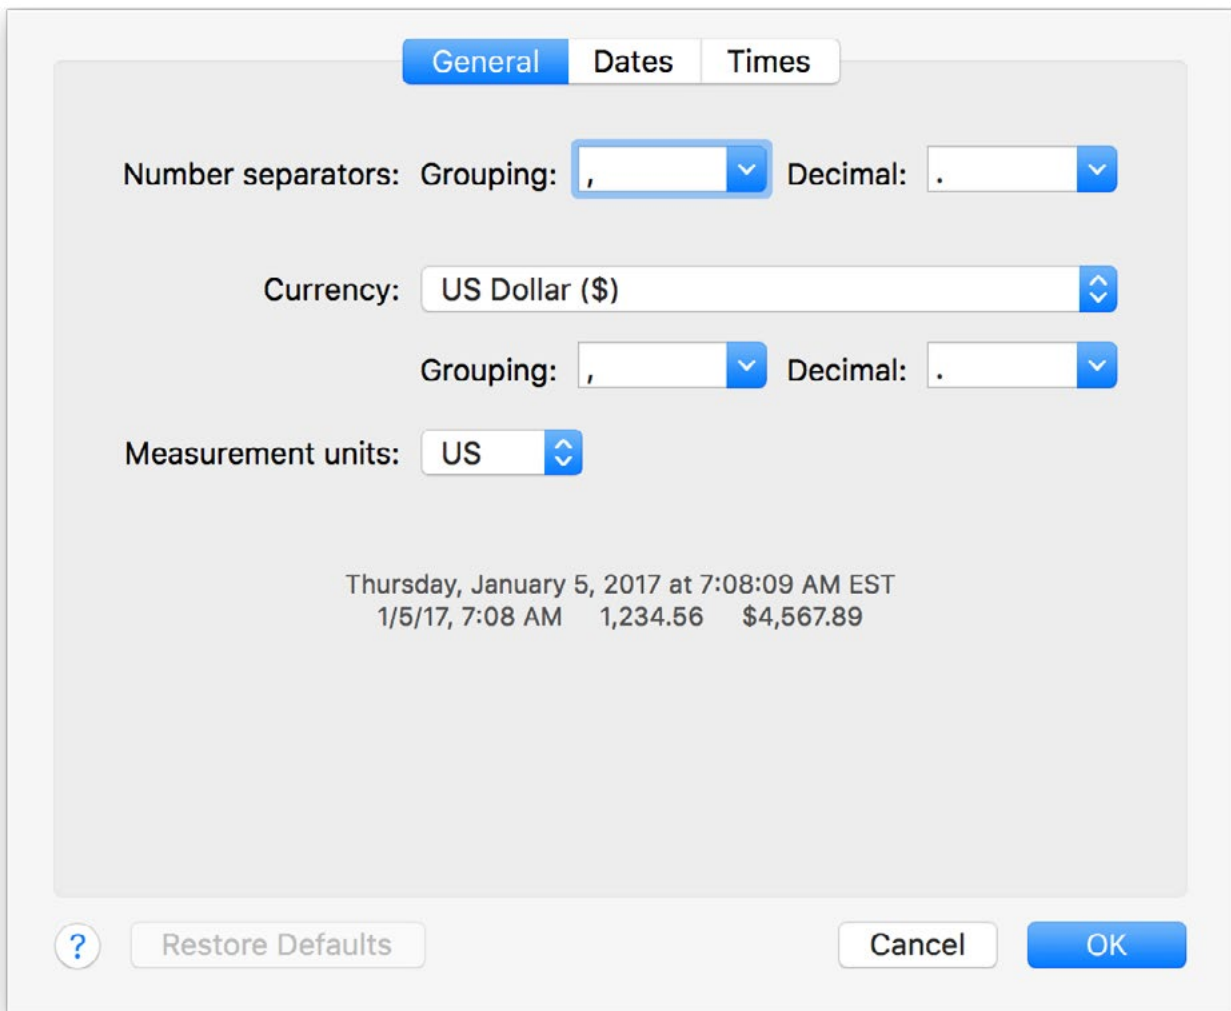 General Dates Times
Number separators: Grouping: , Decimal: .
Currency: US Dollar ($)
Grouping: , Decimal: .
Measurement units: US
Thursday, January 5, 2017 at 7:08:09 AM EST
1/5/17, 7:08 AM 1,234.56 $4,567.89
? Restore Defaults Cancel OK